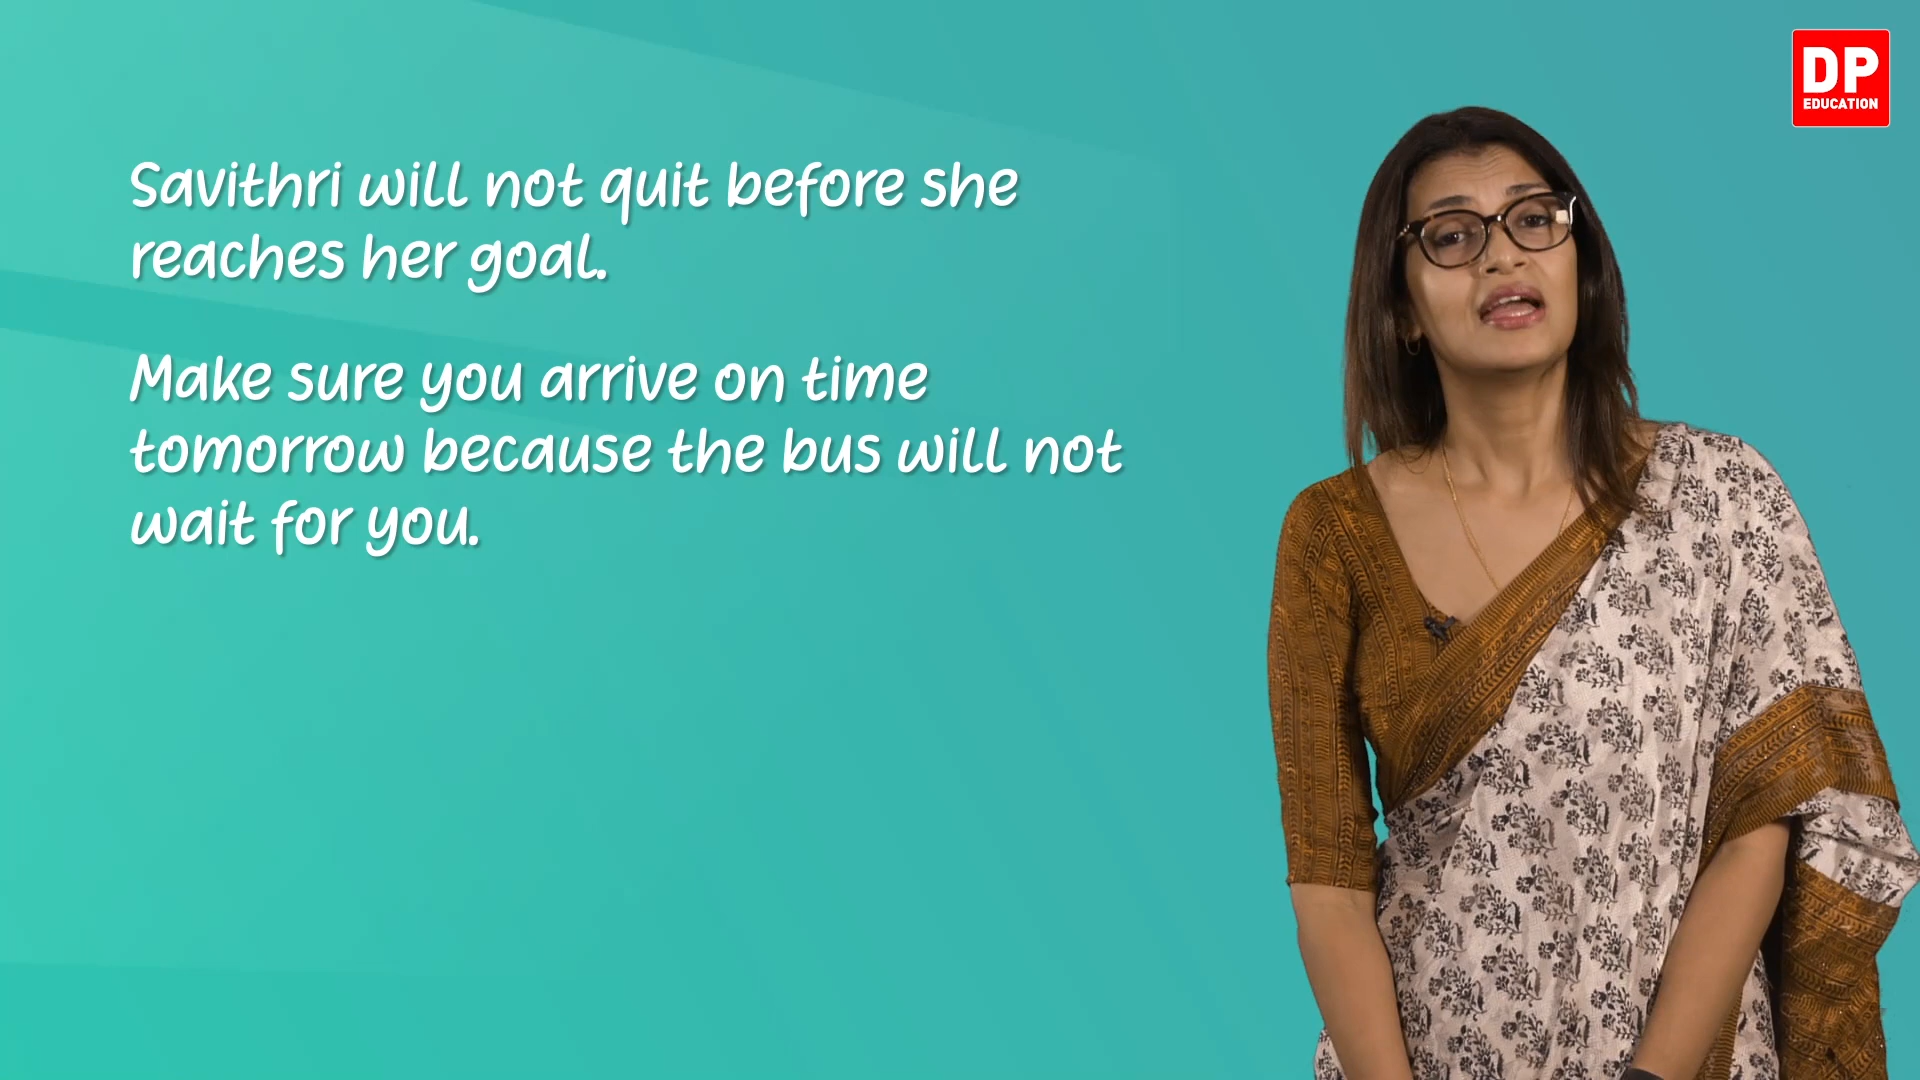 DP
EDUCATION
Savithri will not quit before she
reaches her goal.
Make sure you arrive on time
tomorrow because the bus will not
wait for you.